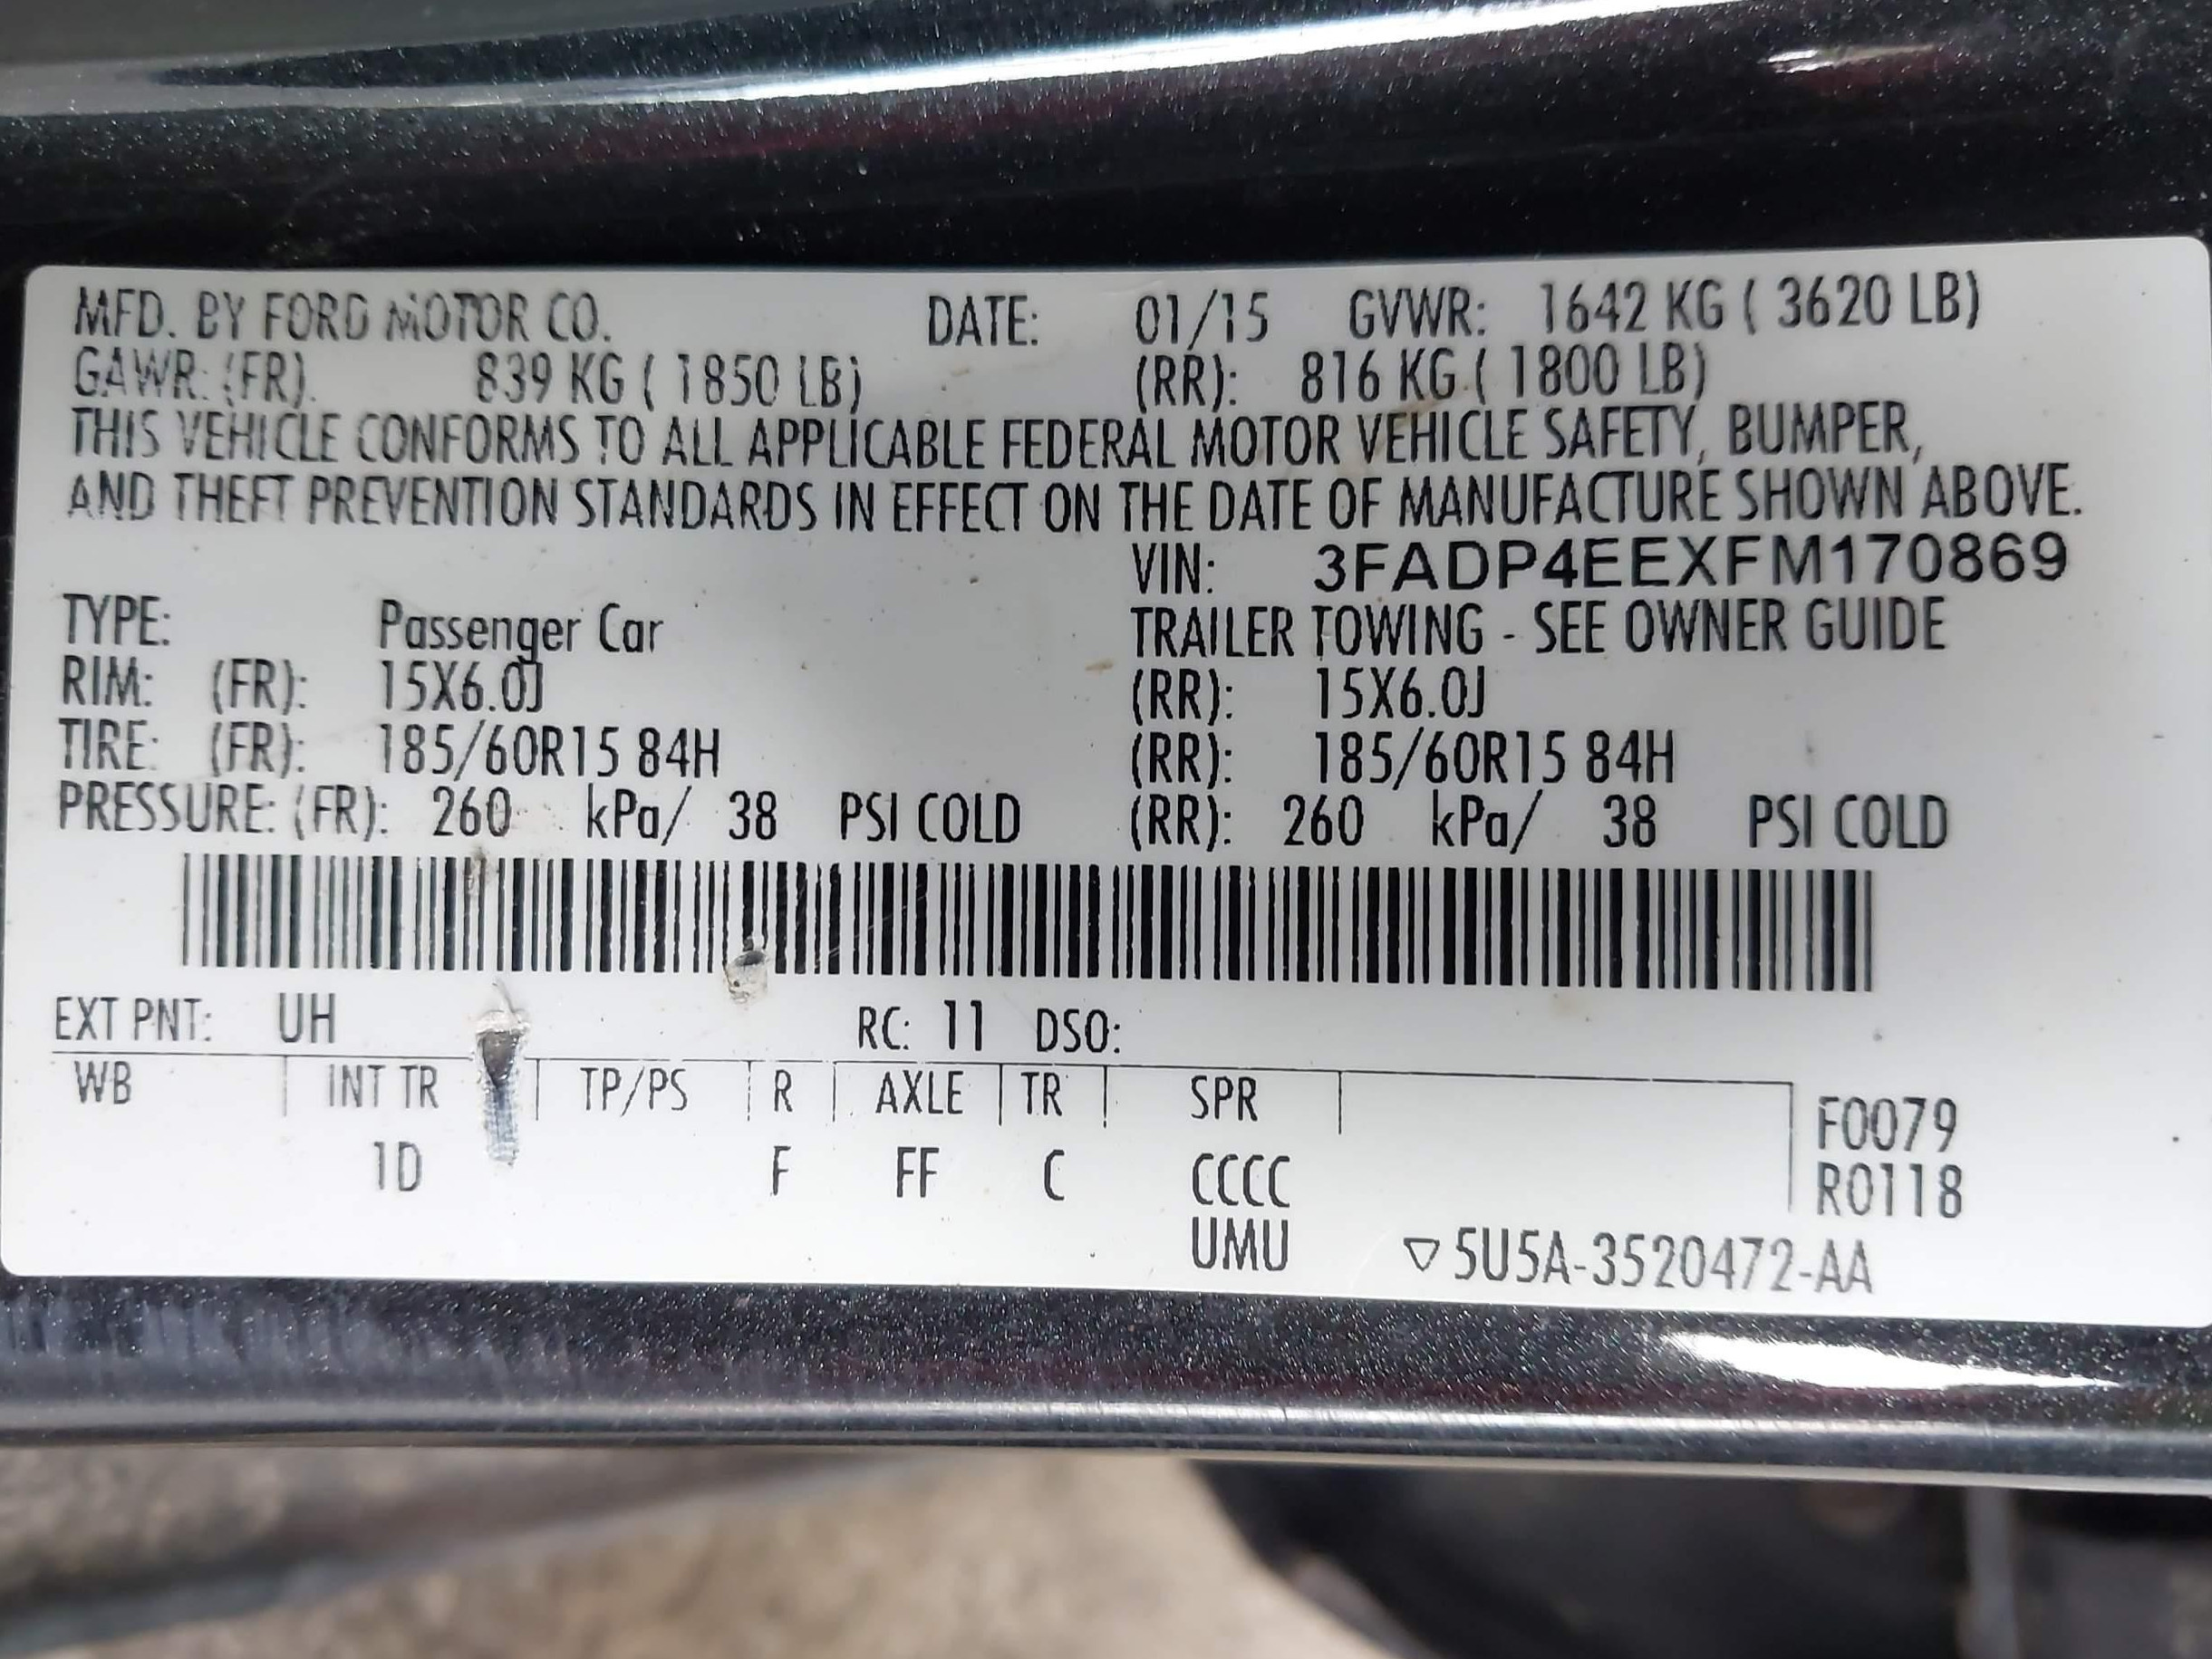 MFD. BY FORD MOTOR CO. DATE: 01/15 GVWR: 1642 KG ( 3620 LB)
GAWR: (FR). 839 KG ( 1850 LB) (RR): 816 KG ( 1800 LB)
THIS VEHICLE CONFORMS TO ALL APPLICABLE FEDERAL MOTOR VEHICLE SAFETY, BUMPER,
AND THEFT PREVENTION STANDARDS IN EFFECT ON THE DATE OF MANUFACTURE SHOWN ABOVE.
VIN: 3FADP4EEXFM170869
TYPE: Passenger Car TRAILER TOWING - SEE OWNER GUIDE
RIM: (FR): 15X6.0J (RR): 15X6.0J
TIRE: (FR): 185/60R15 84H (RR): 185/60R15 84H
PRESSURE: (FR): 260 kPa/ 38 PSI COLD (RR): 260 kPa/ 38 PSI COLD
EXT PNT: UH RC: 11 DSO:
WB INT TR TP/PS R AXLE TR SPR
1D F FF C CCCC
UMU
F0079
R0118
▽5U5A-3520472-AA